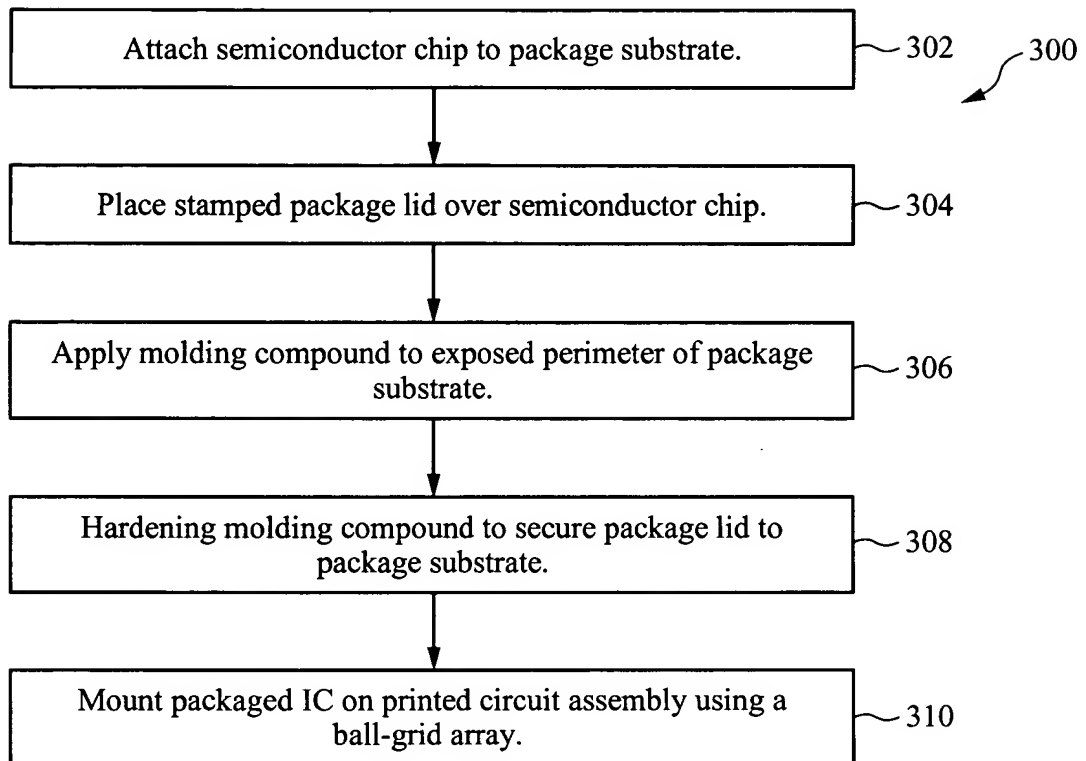 Attach semiconductor chip to package substrate.
302
300
Place stamped package lid over semiconductor chip.
304
Apply molding compound to exposed perimeter of package
substrate.
306
Hardening molding compound to secure package lid to
package substrate.
308
Mount packaged IC on printed circuit assembly using a
ball-grid array.
310